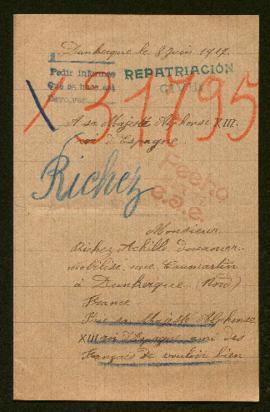 Dunkerque le 8 juin 1917.
Pedir informes
REPATRIACIÓN
CIVIL
X 31795
A sa Majesté Alphonse XIII
roi d'Espagne
Richez
Monsieur
Richez Achille douanier
mobilisé, rue Caumartin
à Dunkerque (Nord)
France
Prie sa Majesté Alphonse
XIII roi d'Espagne ami des
Français de vouloir bien